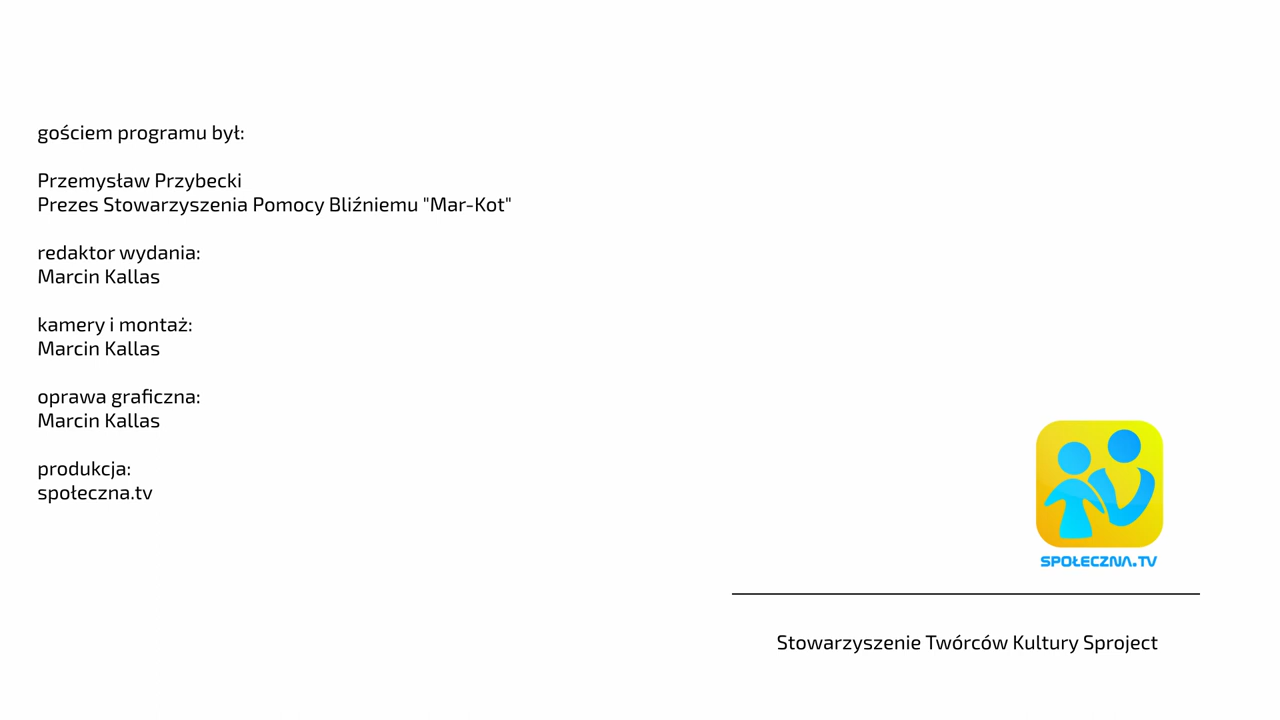 gościem programu był:
Przemysław Przybecki
Prezes Stowarzyszenia Pomocy Bliźniemu "Mar-Kot"
redaktor wydania:
Marcin Kallas
kamery i montaż:
Marcin Kallas
oprawa graficzna:
Marcin Kallas
produkcja:
społeczna.tv
SPOŁECZNA.TV
Stowarzyszenie Twórców Kultury Sproject